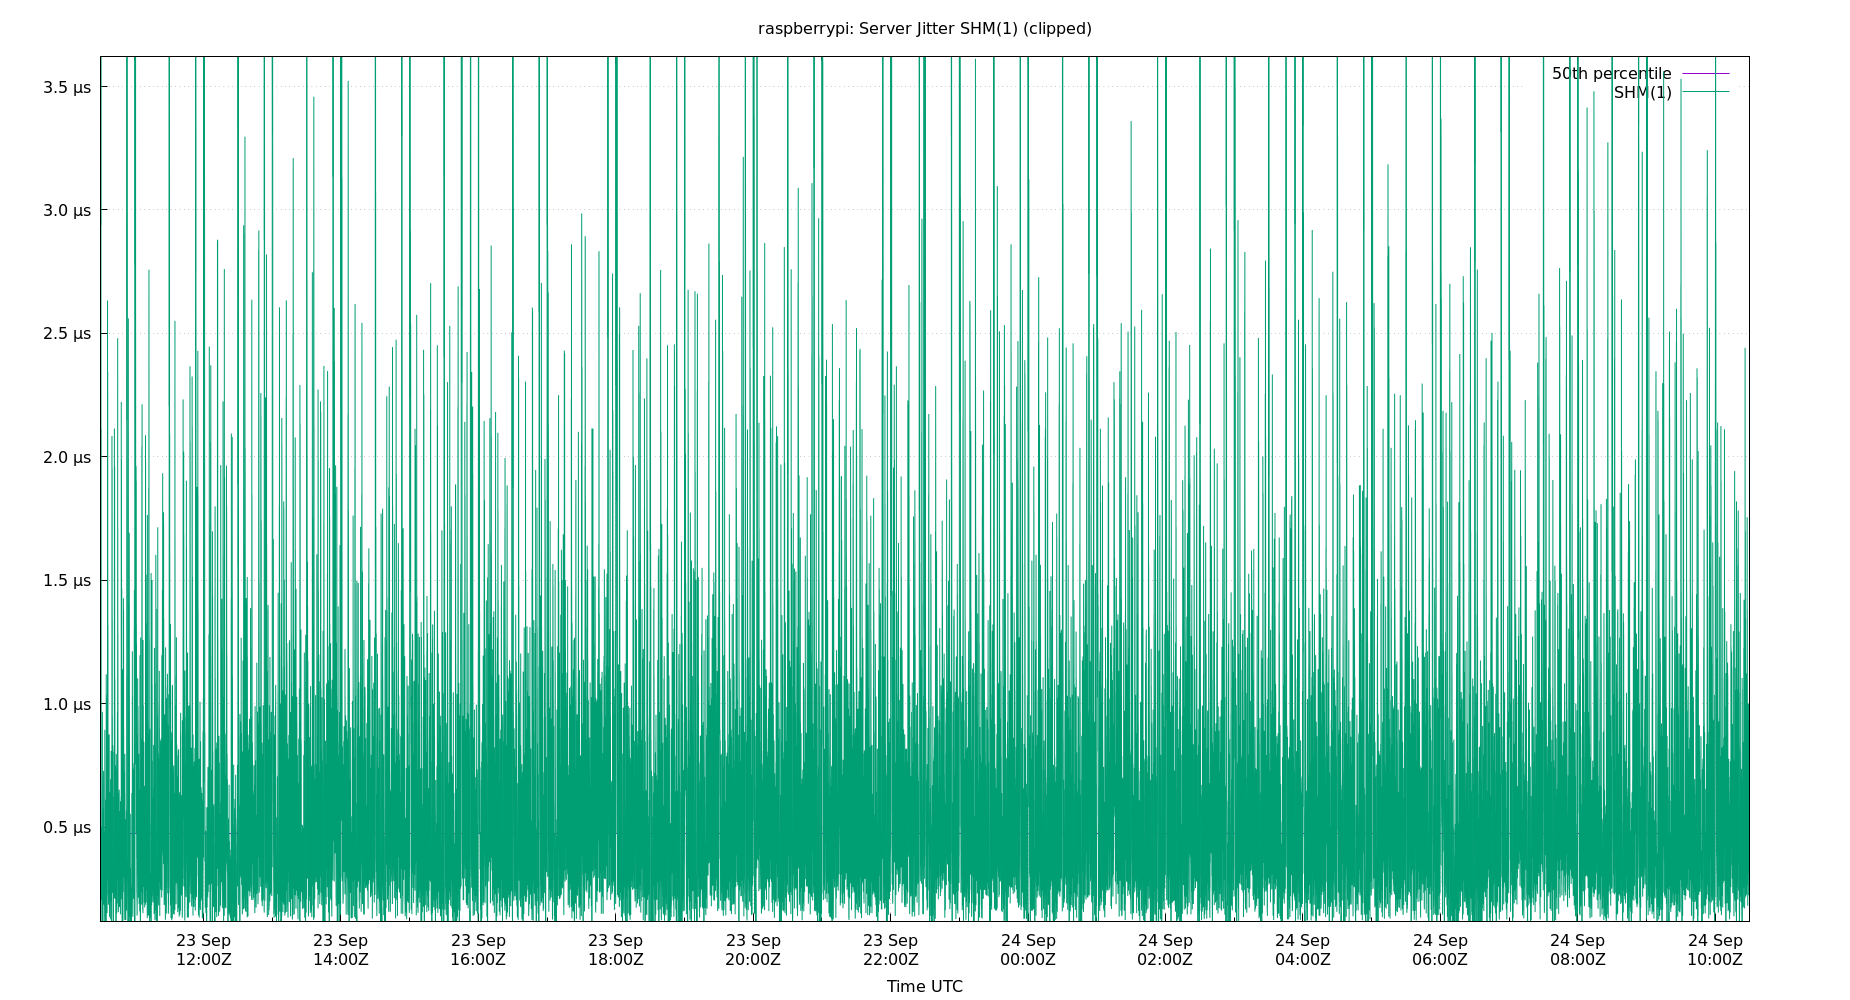 raspberrypi: Server Jitter SHM(1) (clipped)
50th percentile
SHM(1)
3.5 µs
3.0 µs
2.5 µs
2.0 µs
1.5 µs
1.0 µs
0.5 µs
23 Sep 23 Sep 23 Sep 23 Sep 23 Sep 23 Sep 24 Sep 24 Sep 24 Sep 24 Sep 24 Sep 24 Sep
12:00Z 14:00Z 16:00Z 18:00Z 20:00Z 22:00Z 00:00Z 02:00Z 04:00Z 06:00Z 08:00Z 10:00Z
Time UTC